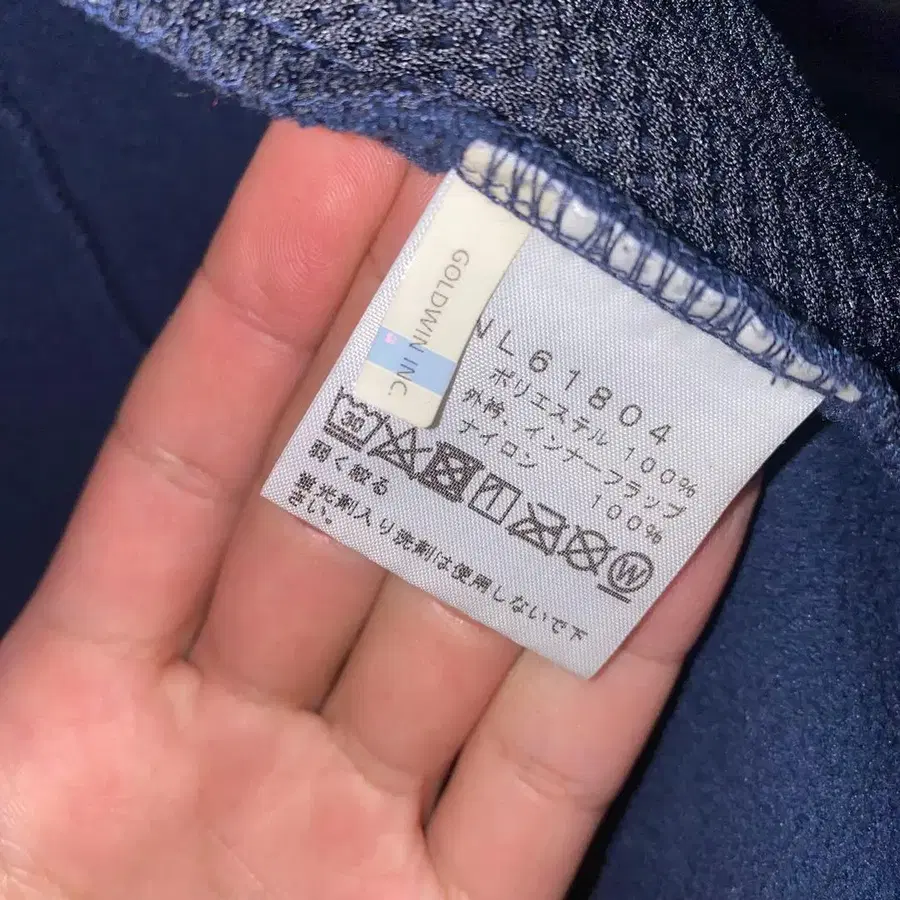 GOLDWIN INC.
NL61804
ポリエステル 100%
外衿、インナーフラップ
ナイロン 100%
30
W
弱く絞る
蛍光剤入り洗剤は使用しないで下
さい。